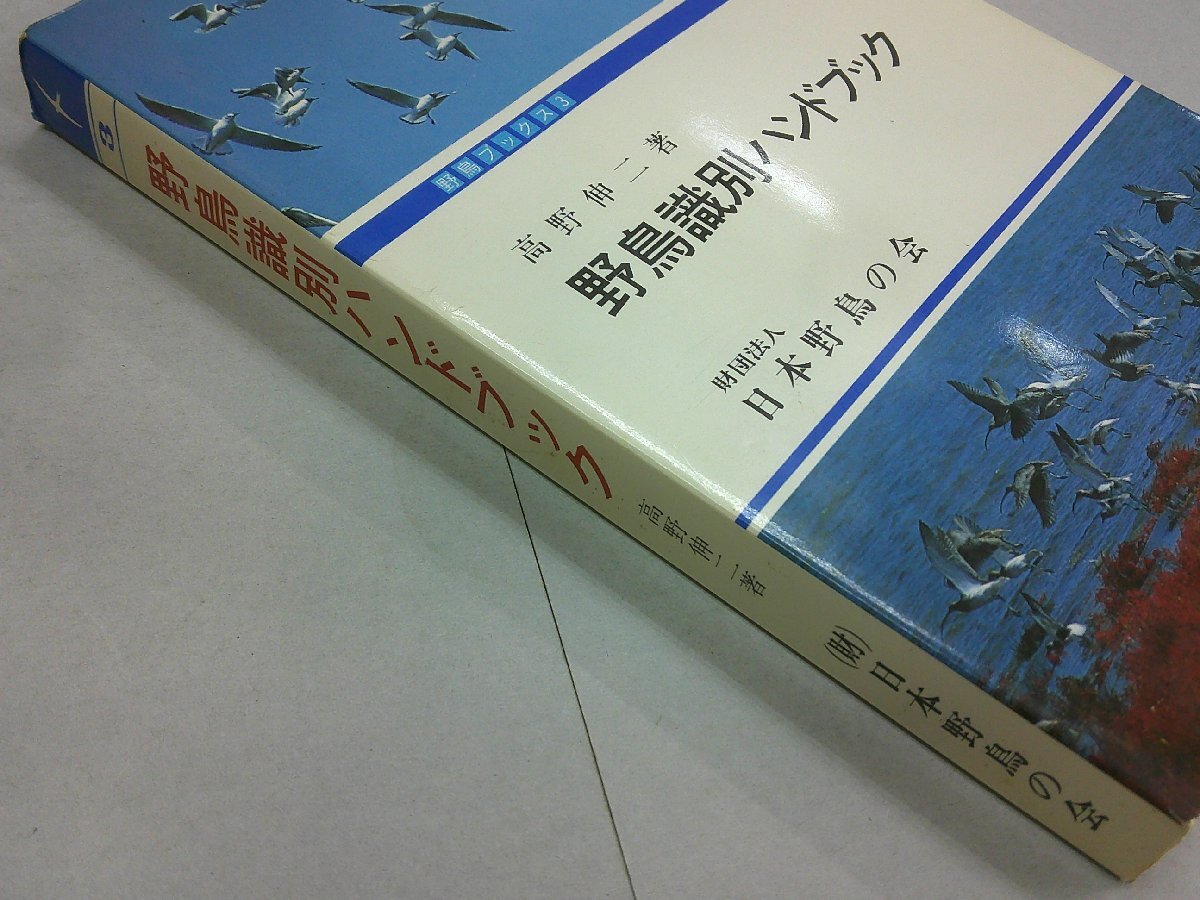 野鳥ブックス3
高野伸二著
野鳥識別ハンドブック
財団法人
日本野鳥の会
3
野鳥識別ハンドブック
高野伸二著
(財)日本野鳥の会